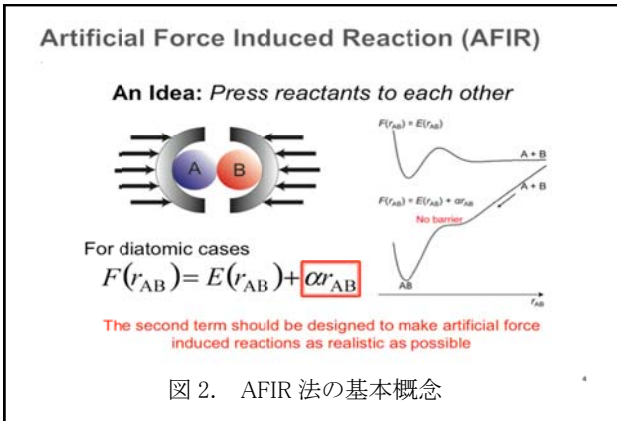 Artificial Force Induced Reaction (AFIR)
An Idea: Press reactants to each other
A
B
F(rAB) = E(rAB)
A + B
A + B
F(rAB) = E(rAB) + αrAB
No barrier
AB
rAB
For diatomic cases
F(rAB)= E(rAB)+αrAB
The second term should be designed to make artificial force
induced reactions as realistic as possible
4
図 2. AFIR 法の基本概念